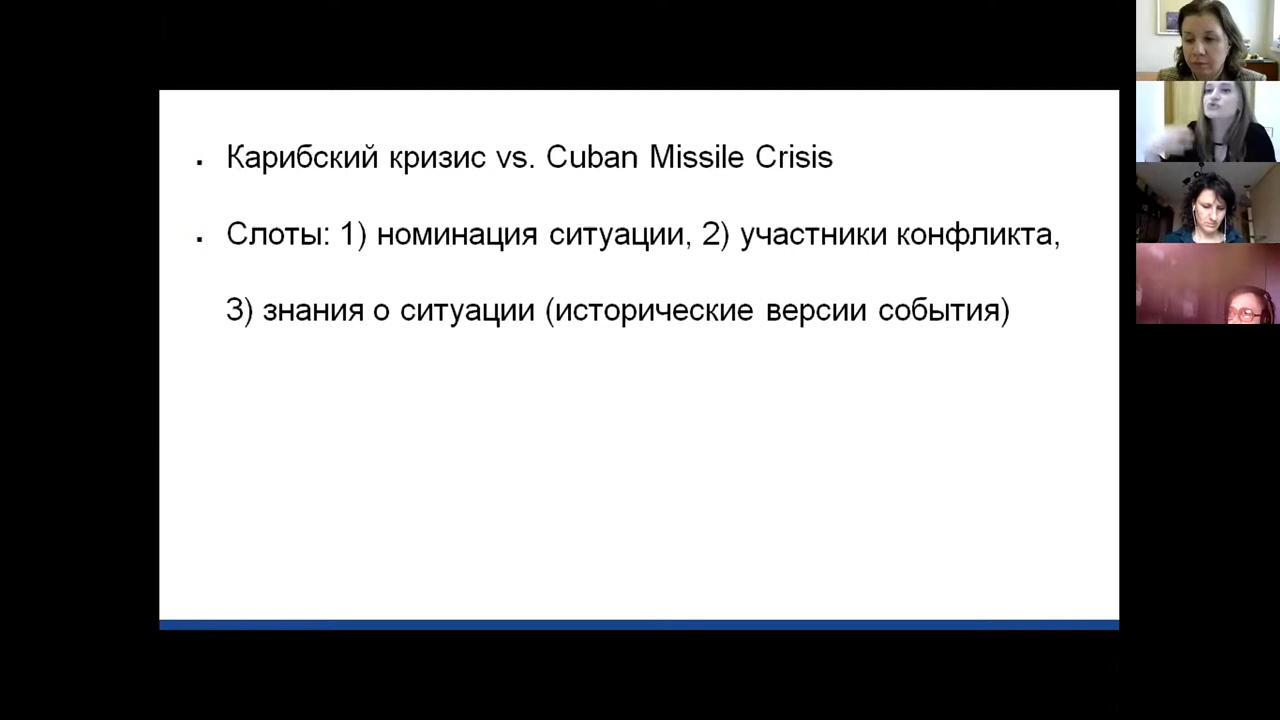 Карибский кризис vs. Cuban Missile Crisis
Слоты: 1) номинация ситуации, 2) участники конфликта,
3) знания о ситуации (исторические версии события)